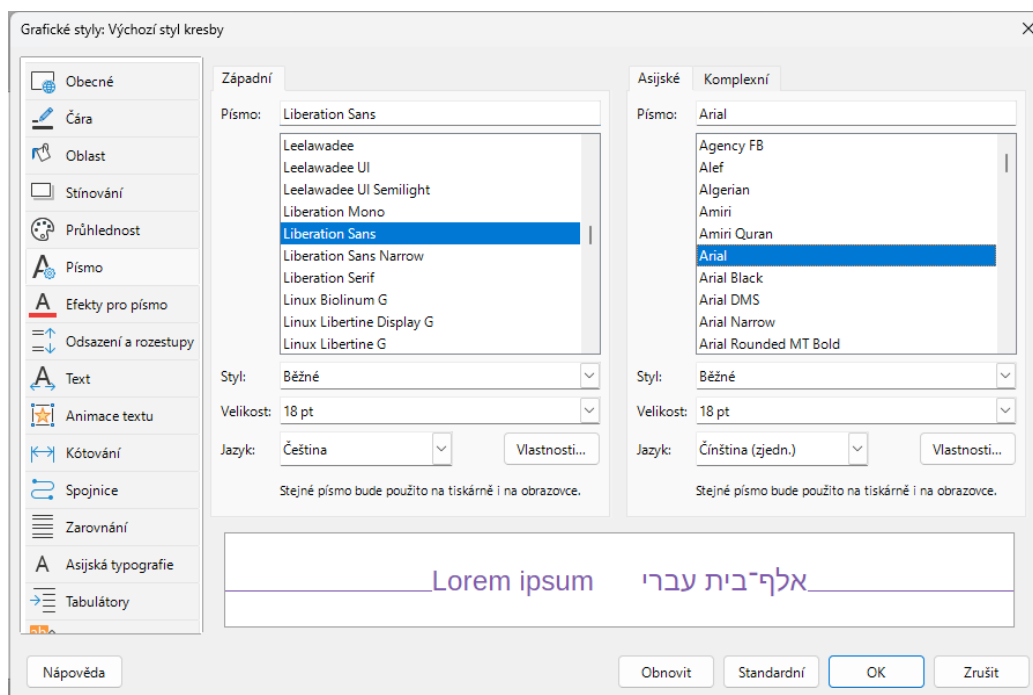 Grafické styly: Výchozí styl kresby
Obecné
Čára
Oblast
Stínování
Průhlednost
Písmo
Efekty pro písmo
Odsazení a rozestupy
Text
Animace textu
Kótování
Spojnice
Zarovnání
Asijská typografie
Tabulátory
Západní
Písmo: Liberation Sans
Leelawadee
Leelawadee UI
Leelawadee UI Semilight
Liberation Mono
Liberation Sans
Liberation Sans Narrow
Liberation Serif
Linux Biolinum G
Linux Libertine Display G
Linux Libertine G
Styl: Běžné
Velikost: 18 pt
Jazyk: Čeština Vlastnosti...
Stejné písmo bude použito na tiskárně i na obrazovce.
Asijské Komplexní
Písmo: Arial
Agency FB
Alef
Algerian
Amiri
Amiri Quran
Arial
Arial Black
Arial DMS
Arial Narrow
Arial Rounded MT Bold
Styl: Běžné
Velikost: 18 pt
Jazyk: Čínština (zjedn.) Vlastnosti...
Stejné písmo bude použito na tiskárně i na obrazovce.
Lorem ipsum אלף־בית עברי
Nápověda Obnovit Standardní OK Zrušit